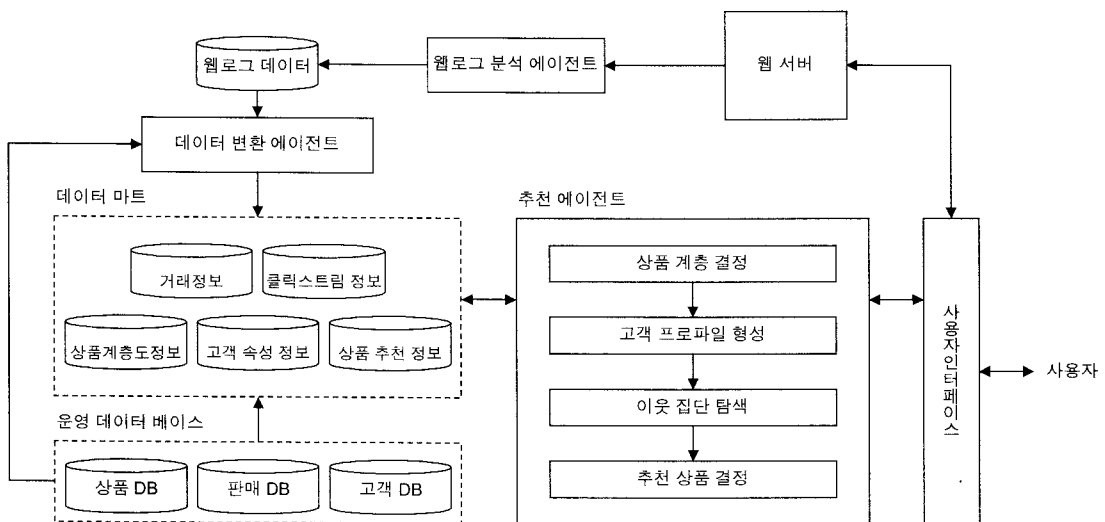 웹로그 데이터
웹로그 분석 에이전트
웹 서버
데이터 변환 에이전트
데이터 마트
추천 에이전트
거래정보
클릭스트림 정보
상품계층도정보
고객 속성 정보
상품 추천 정보
상품 계층 결정
고객 프로파일 형성
이웃 집단 탐색
추천 상품 결정
사용자인터페이스
사용자
운영 데이터 베이스
상품 DB
판매 DB
고객 DB